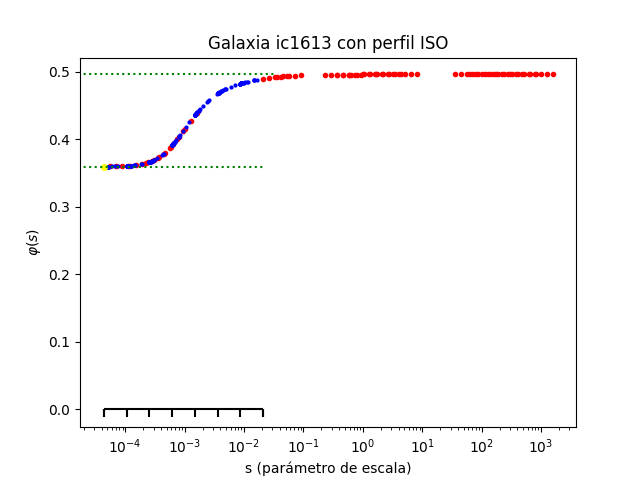 Galaxia ic1613 con perfil ISO
φ(s)
0.5
0.4
0.3
0.2
0.1
0.0
10⁻⁴ 10⁻³ 10⁻² 10⁻¹ 10⁰ 10¹ 10² 10³
s (parámetro de escala)